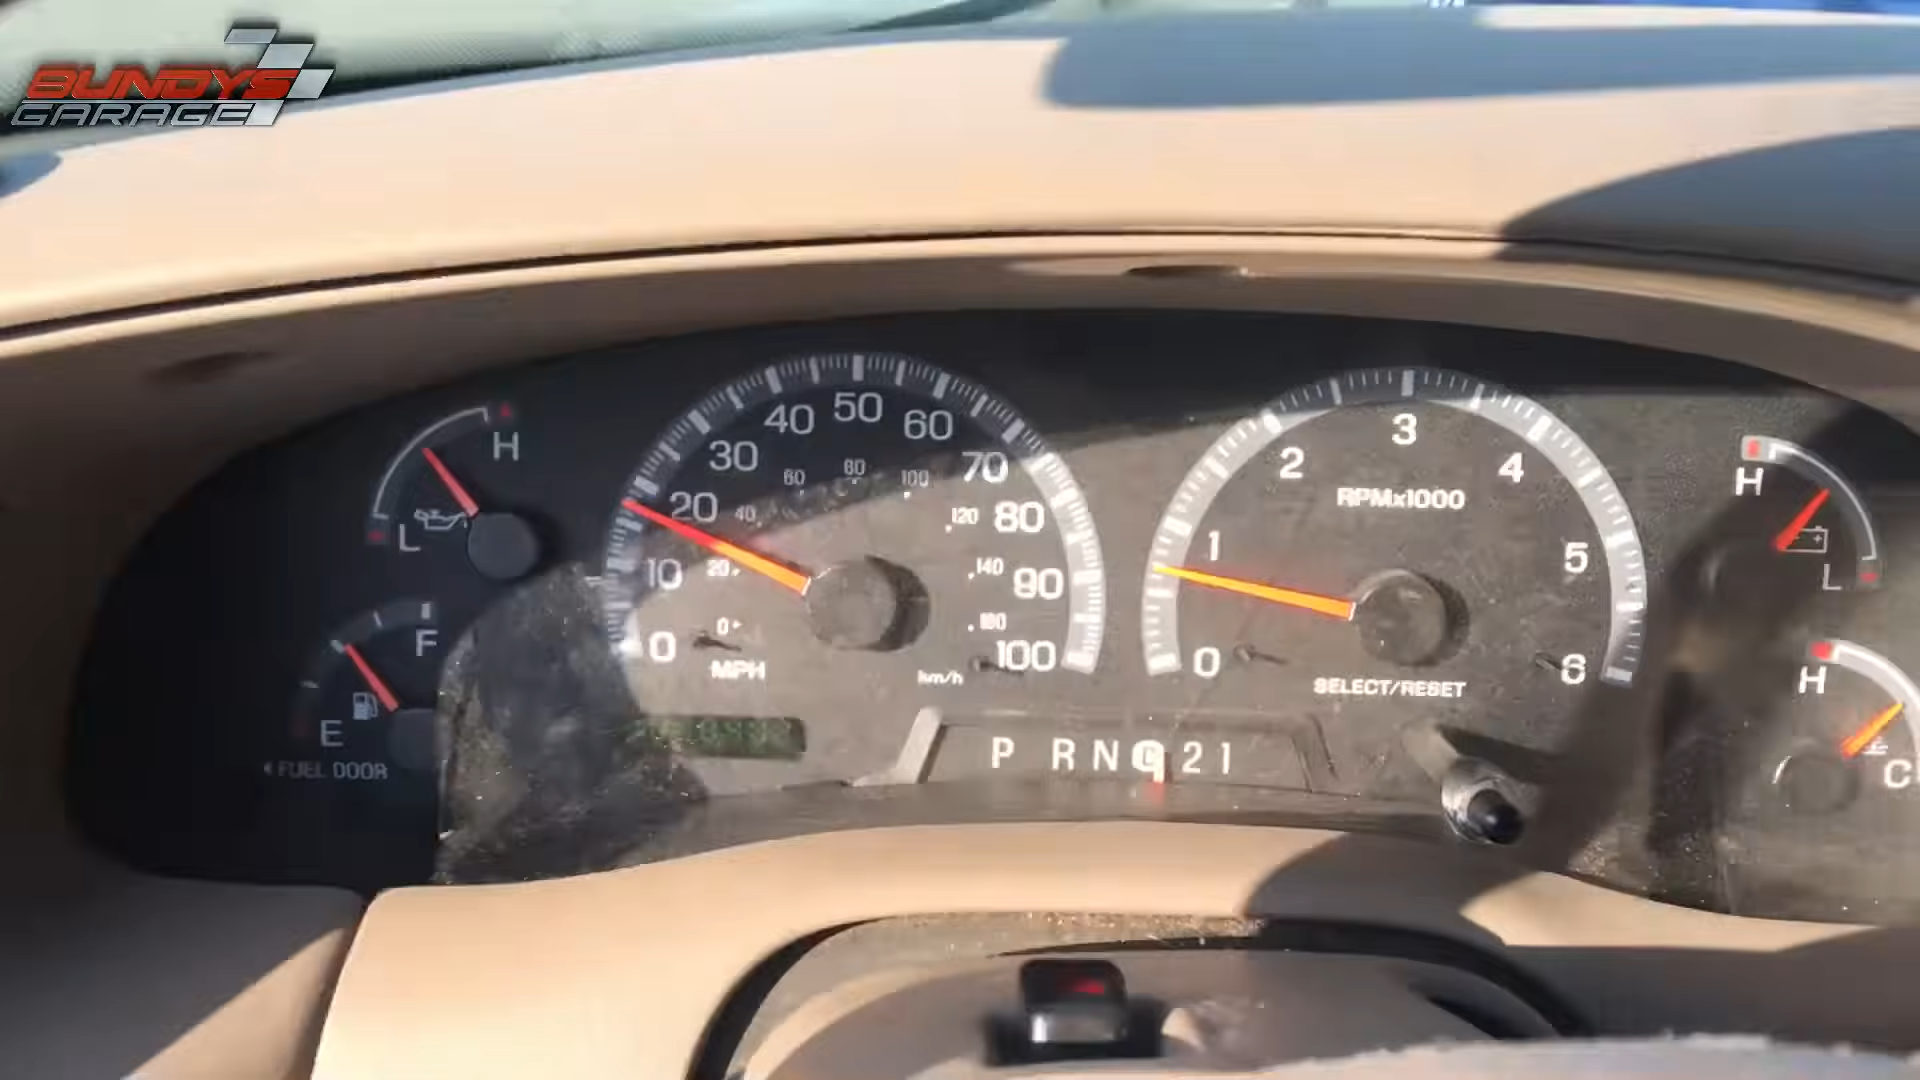 BUNDYS
GARAGE
H
L
F
E
FUEL DOOR
0 10 20 30 40 50 60 70 80 90 100
0 20 40 60 80 100 120 140
MPH
km/h
0 1 2 3 4 5 6
RPMx1000
SELECT/RESET
P R N D 2 1
H
L
H
C